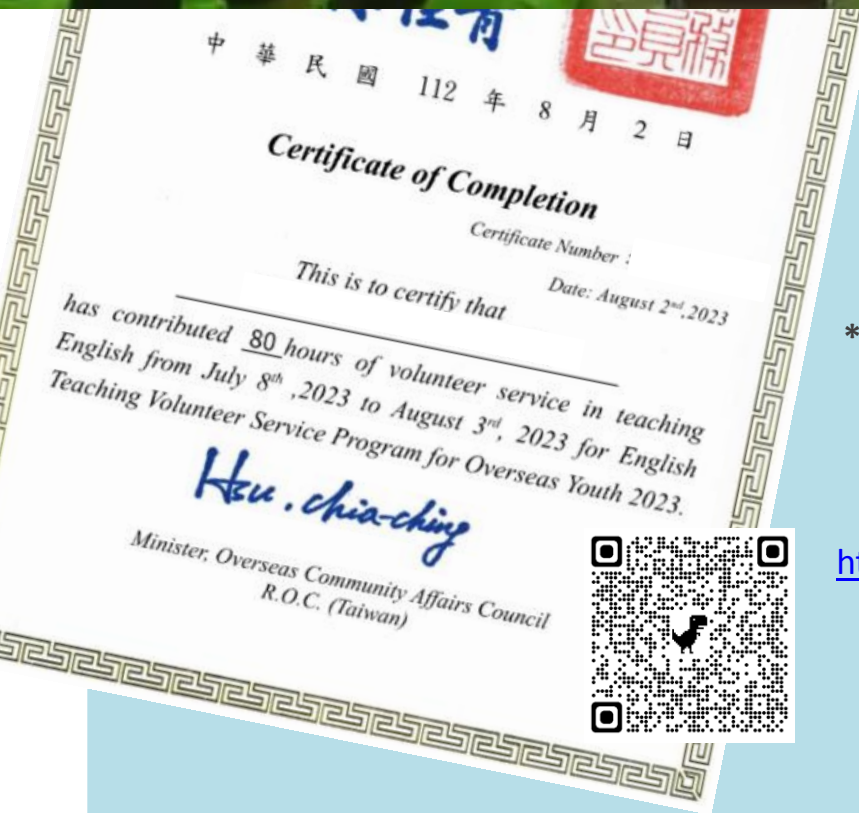 中 華 民 國 112 年 8 月 2 日
Certificate of Completion
Certificate Number :
Date: August 2nd,2023
This is to certify that
has contributed 80 hours of volunteer service in teaching
English from July 8th ,2023 to August 3rd, 2023 for English
Teaching Volunteer Service Program for Overseas Youth 2023.
Hsu. chia-ching
Minister, Overseas Community Affairs Council
R.O.C. (Taiwan)
*
ht